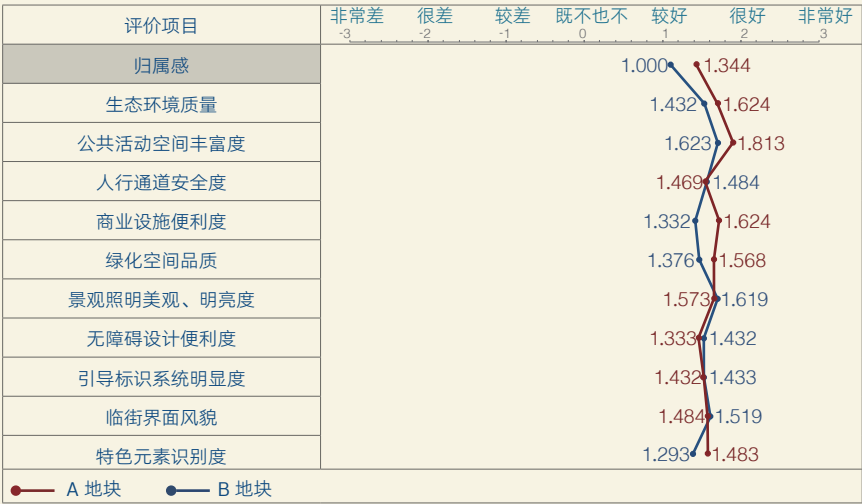 评价项目 非常差 很差 较差 既不也不 较好 很好 非常好
-3 -2 -1 0 1 2 3
归属感 1.000 1.344
生态环境质量 1.432 1.624
公共活动空间丰富度 1.623 1.813
人行通道安全度 1.469 1.484
商业设施便利度 1.332 1.624
绿化空间品质 1.376 1.568
景观照明美观、明亮度 1.573 1.619
无障碍设计便利度 1.333 1.432
引导标识系统明显度 1.432 1.433
临街界面风貌 1.484 1.519
特色元素识别度 1.293 1.483
A 地块 B 地块